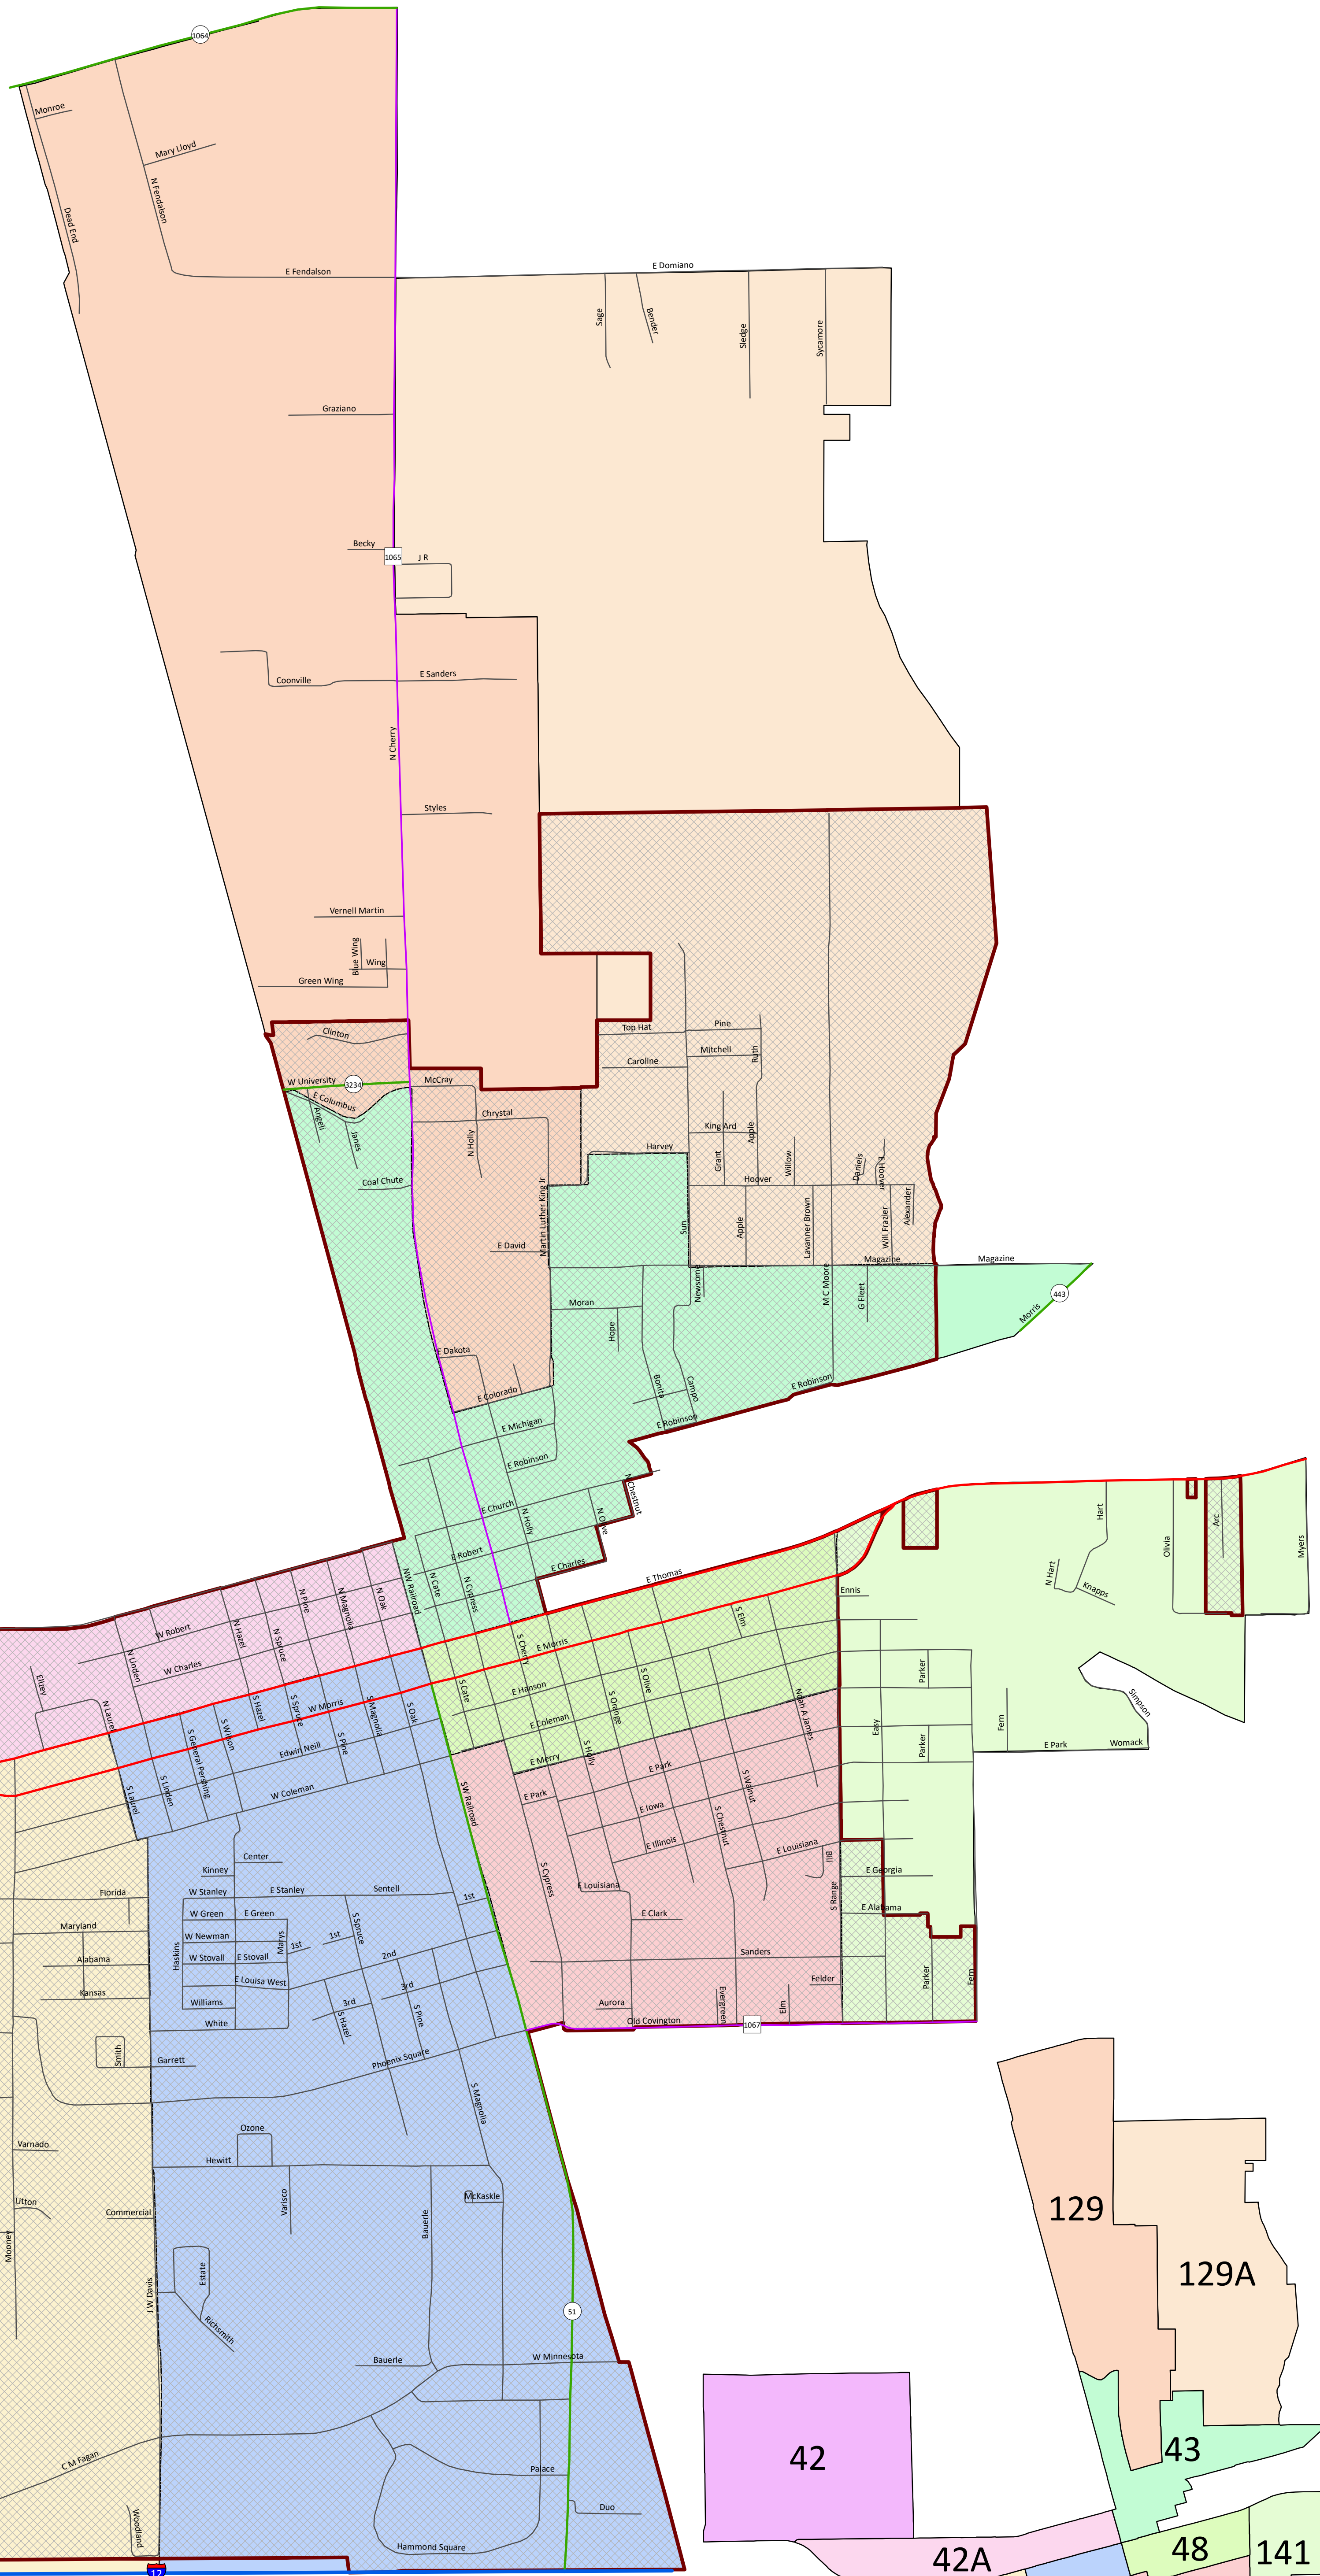 1064
Monroe
Mary Lloyd
N Fendalson
Dead End
E Fendalson
E Domiano
Sage
Bender
Sledge
Sycamore
Graziano
Becky
1065
J R
Coonville
E Sanders
N Cherry
Styles
Vernell Martin
Blue Wing
Wing
Green Wing
Clinton
Top Hat
Pine
Mitchell
Ruth
Caroline
W University
3234
McCray
E Columbus
Angeli
Janes
Chrystal
N Holly
King Ard
Apple
Grant
Harvey
Willow
Daniels
E Hoover
Coal Chute
Hoover
Martin Luther King Jr
Sun
Apple
Lavanner Brown
Will Frazier
Alexander
E David
Magazine
Magazine
Newsome
M C Moore
G Fleet
443
Morris
Moran
Hope
E Dakota
Bonita
Campo
E Robinson
E Colorado
E Michigan
E Robinson
E Robinson
N Chestnut
E Church
N Holly
N Olive
E Robert
E Charles
NW Railroad
N Cate
N Cypress
E Thomas
N Oak
N Magnolia
N Pine
N Spruce
N Hazel
W Robert
W Charles
N Linden
Elizey
N Laurel
Ennis
Hart
N Hart
Knapps
Olivia
Arc
Myers
S Elm
E Morris
S Cherry
S Cate
E Hanson
S Olive
S Orange
E Coleman
S Holly
E Merry
Noah A James
Easy
Parker
Parker
Fern
Simpson
E Park
Womack
S Hazel
S Spruce
W Morris
S Magnolia
S Oak
S Wilson
S General Pershing
S Pine
Edwin Neill
S Linden
S Laurel
W Coleman
SW Railroad
E Park
E Park
S Walnut
E Iowa
S Chestnut
E Illinois
E Louisiana
Bill
S Cypress
E Louisiana
S Range
E Georgia
E Alabama
E Clark
Sanders
Parker
Fern
Felder
Aurora
Evergreen
Elm
Old Covington
1067
Center
Kinney
W Stanley
E Stanley
Sentell
1st
Florida
W Green
E Green
S Spruce
Maryland
W Newman
Marys
1st
1st
Haskins
W Stovall
E Stovall
2nd
Alabama
E Louisa West
3rd
Kansas
Williams
3rd
S Hazel
S Pine
White
Smith
Garrett
Phoenix Square
S Magnolia
Ozone
Varnado
Hewitt
Litton
Commercial
Varisco
McKaskle
Bauerle
Mooney
Estate
J W Davis
Richsmith
51
Bauerle
W Minnesota
C M Fagan
Palace
Woodland
Duo
Hammond Square
12
129
129A
43
42
42A
48
141